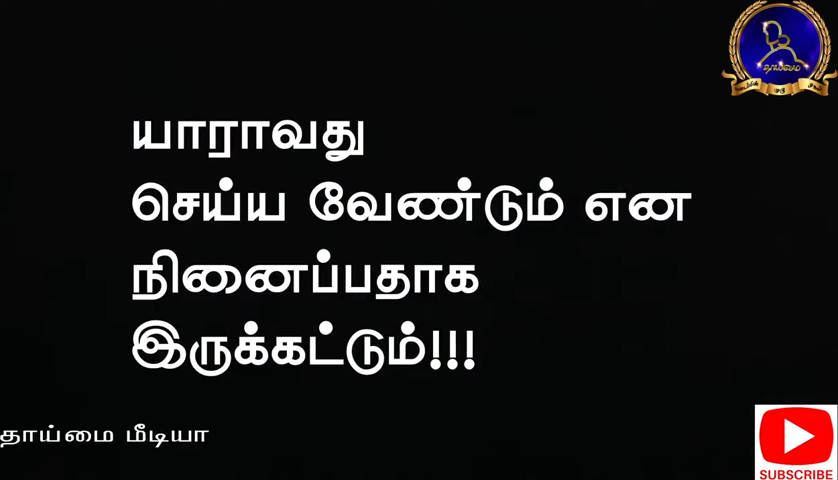 யாராவது
செய்ய வேண்டும் என
நினைப்பதாக
இருக்கட்டும்!!!
தாய்மை மீடியா
தாய்மை
SUBSCRIBE